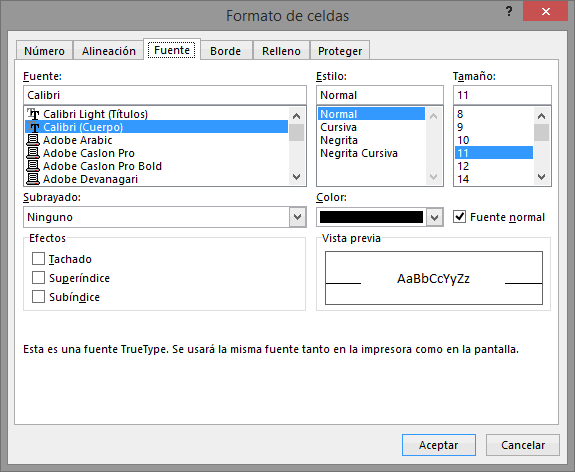 Formato de celdas
? ×
Número Alineación Fuente Borde Relleno Proteger
Fuente: Estilo: Tamaño:
Calibri Normal 11
Calibri Light (Títulos) Normal 8
Calibri (Cuerpo) Cursiva 9
Adobe Arabic Negrita 10
Adobe Caslon Pro Negrita Cursiva 11
Adobe Caslon Pro Bold 12
Adobe Devanagari 14
Subrayado: Color:
Ninguno Fuente normal
Efectos Vista previa
Tachado
Superíndice AaBbCcYyZz
Subíndice
Esta es una fuente TrueType. Se usará la misma fuente tanto en la impresora como en la pantalla.
Aceptar Cancelar